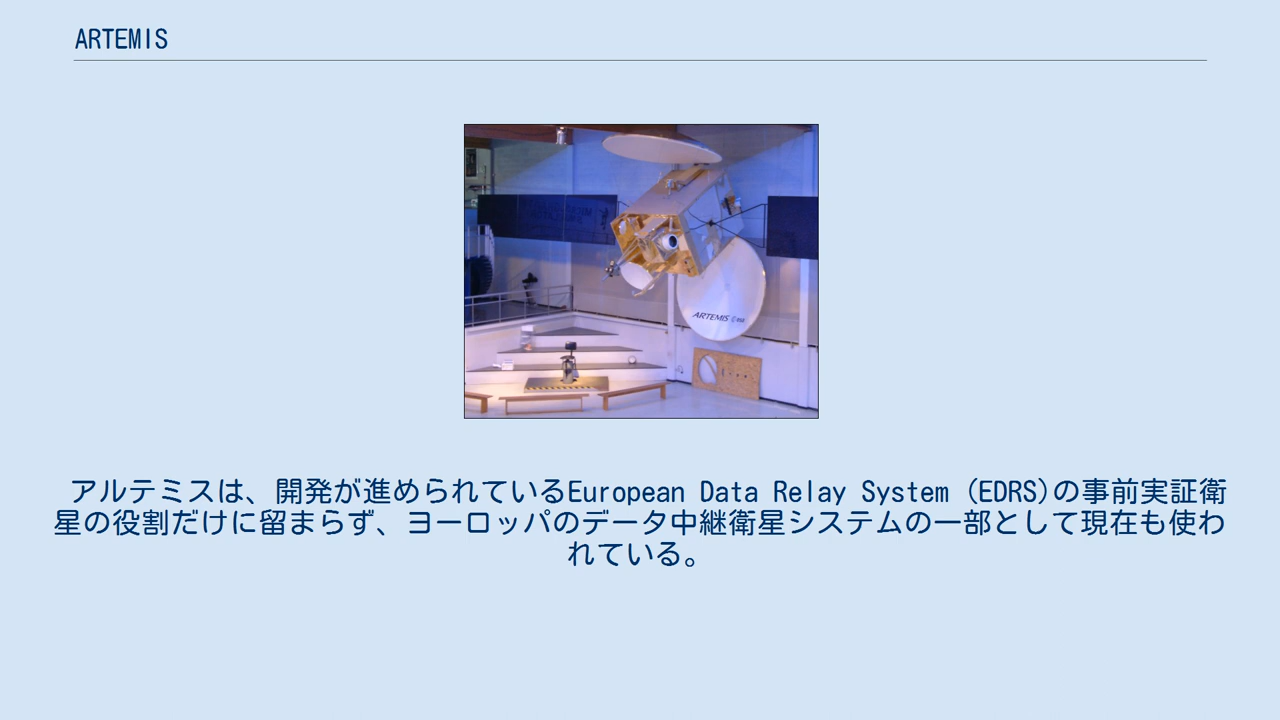 ARTEMIS
ARTEMIS esa
アルテミスは、開発が進められているEuropean Data Relay System (EDRS)の事前実証衛
星の役割だけに留まらず、ヨーロッパのデータ中継衛星システムの一部として現在も使わ
れている。